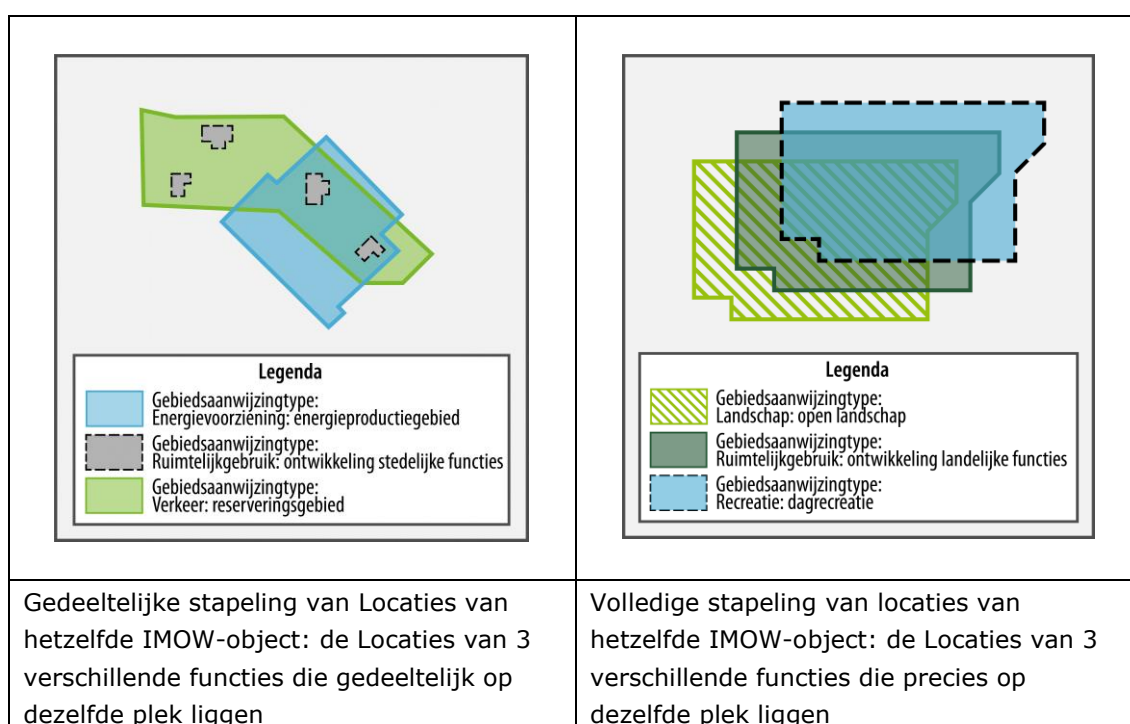 Legenda
Gebiedsaanwijzingtype:
Energievoorziening: energieproductiegebied
Gebiedsaanwijzingtype:
Ruimtelijkgebruik: ontwikkeling stedelijke functies
Gebiedsaanwijzingtype:
Verkeer: reserveringsgebied
Legenda
Gebiedsaanwijzingtype:
Landschap: open landschap
Gebiedsaanwijzingtype:
Ruimtelijkgebruik: ontwikkeling landelijke functies
Gebiedsaanwijzingtype:
Recreatie: dagrecreatie
Gedeeltelijke stapeling van Locaties van
hetzelfde IMOW-object: de Locaties van 3
verschillende functies die gedeeltelijk op
dezelfde plek liggen
Volledige stapeling van locaties van
hetzelfde IMOW-object: de Locaties van 3
verschillende functies die precies op
dezelfde plek liggen